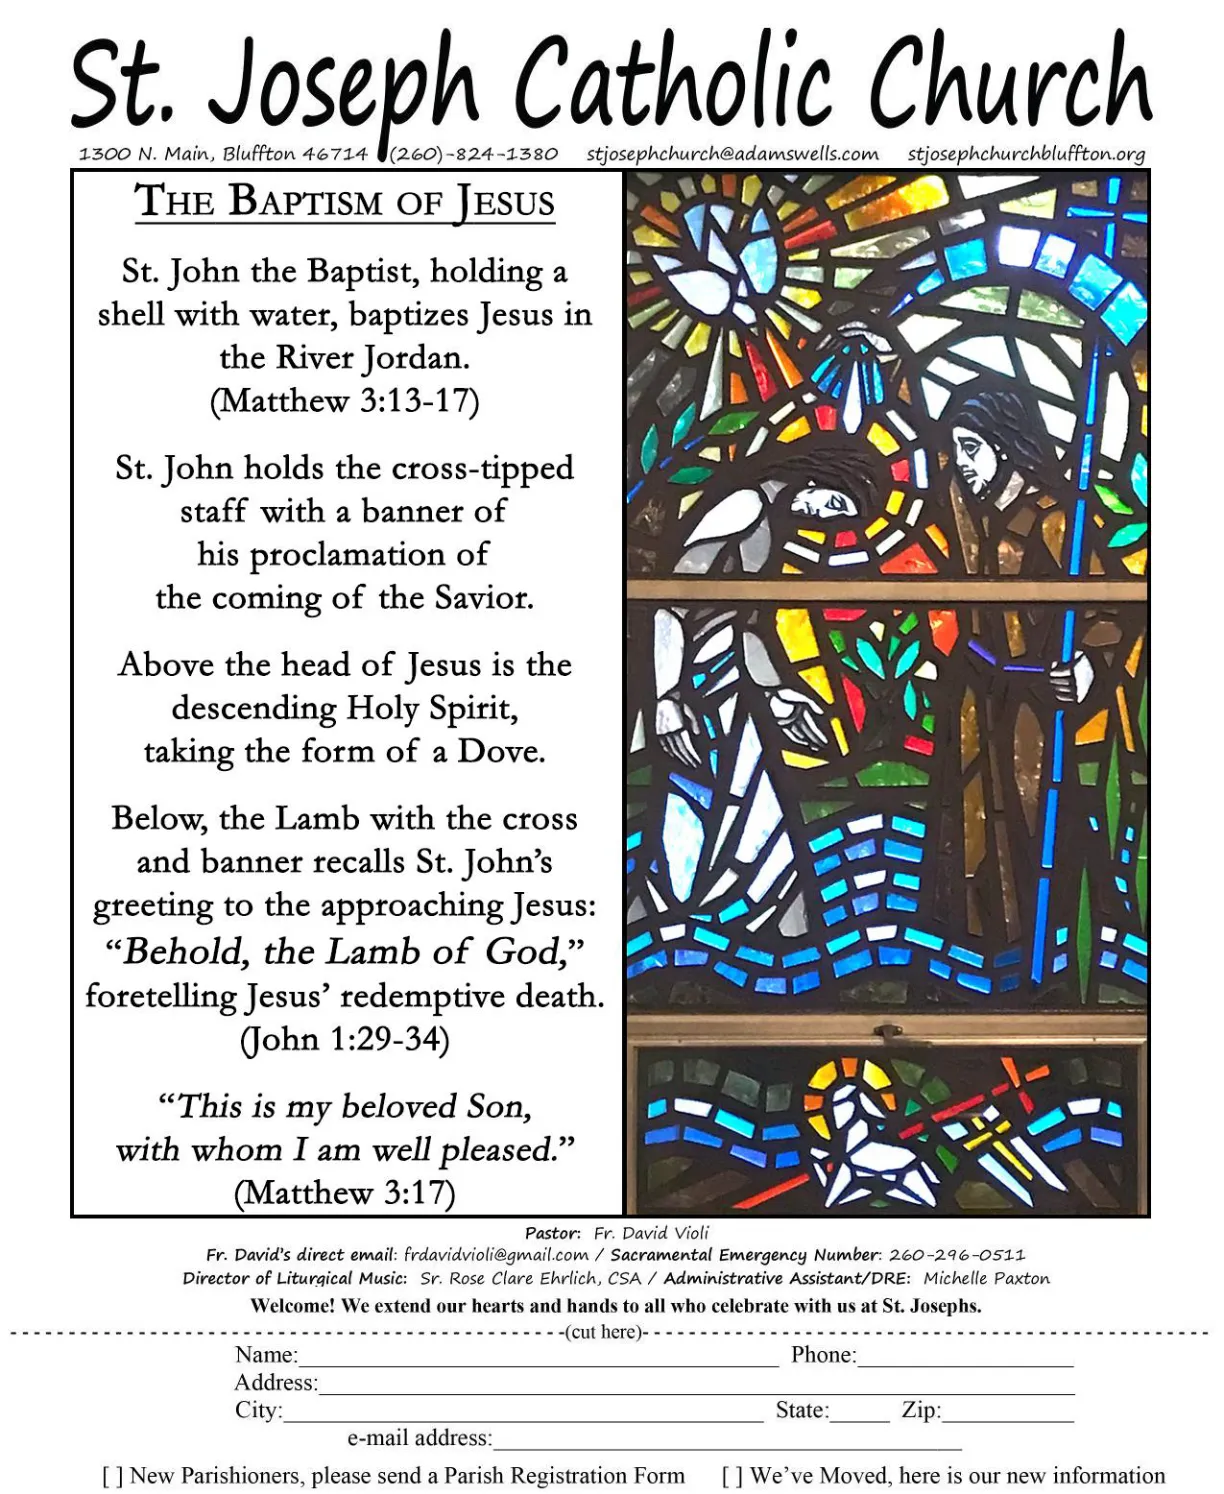 St. Joseph Catholic Church
1300 N. Main, Bluffton 46714 (260)-824-1380 stjosephchurch@adamswells.com stjosephchurchbluffton.org
THE BAPTISM OF JESUS
St. John the Baptist, holding a
shell with water, baptizes Jesus in
the River Jordan.
(Matthew 3:13-17)
St. John holds the cross-tipped
staff with a banner of
his proclamation of
the coming of the Savior.
Above the head of Jesus is the
descending Holy Spirit,
taking the form of a Dove.
Below, the Lamb with the cross
and banner recalls St. John's
greeting to the approaching Jesus:
“Behold, the Lamb of God,”
foretelling Jesus’ redemptive death.
(John 1:29-34)
“This is my beloved Son,
with whom I am well pleased.”
(Matthew 3:17)
Pastor: Fr. David Violi
Fr. David's direct email: frdavidvioli@gmail.com / Sacramental Emergency Number: 260-296-0511
Director of Liturgical Music: Sr. Rose Clare Ehrlich, CSA / Administrative Assistant/DRE: Michelle Paxton
Welcome! We extend our hearts and hands to all who celebrate with us at St. Josephs.
(cut here)
Name: Phone:
Address:
City: State: Zip:
e-mail address:
[ ] New Parishioners, please send a Parish Registration Form [ ] We’ve Moved, here is our new information